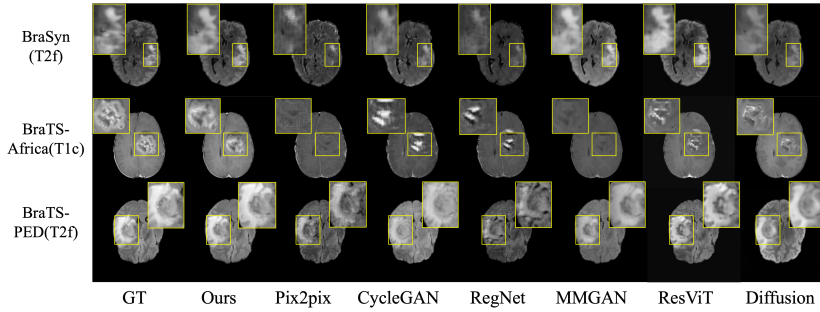 BraSyn
(T2f)
BraTS-
Africa(T1c)
BraTS-
PED(T2f)
GT Ours Pix2pix CycleGAN RegNet MMGAN ResViT Diffusion